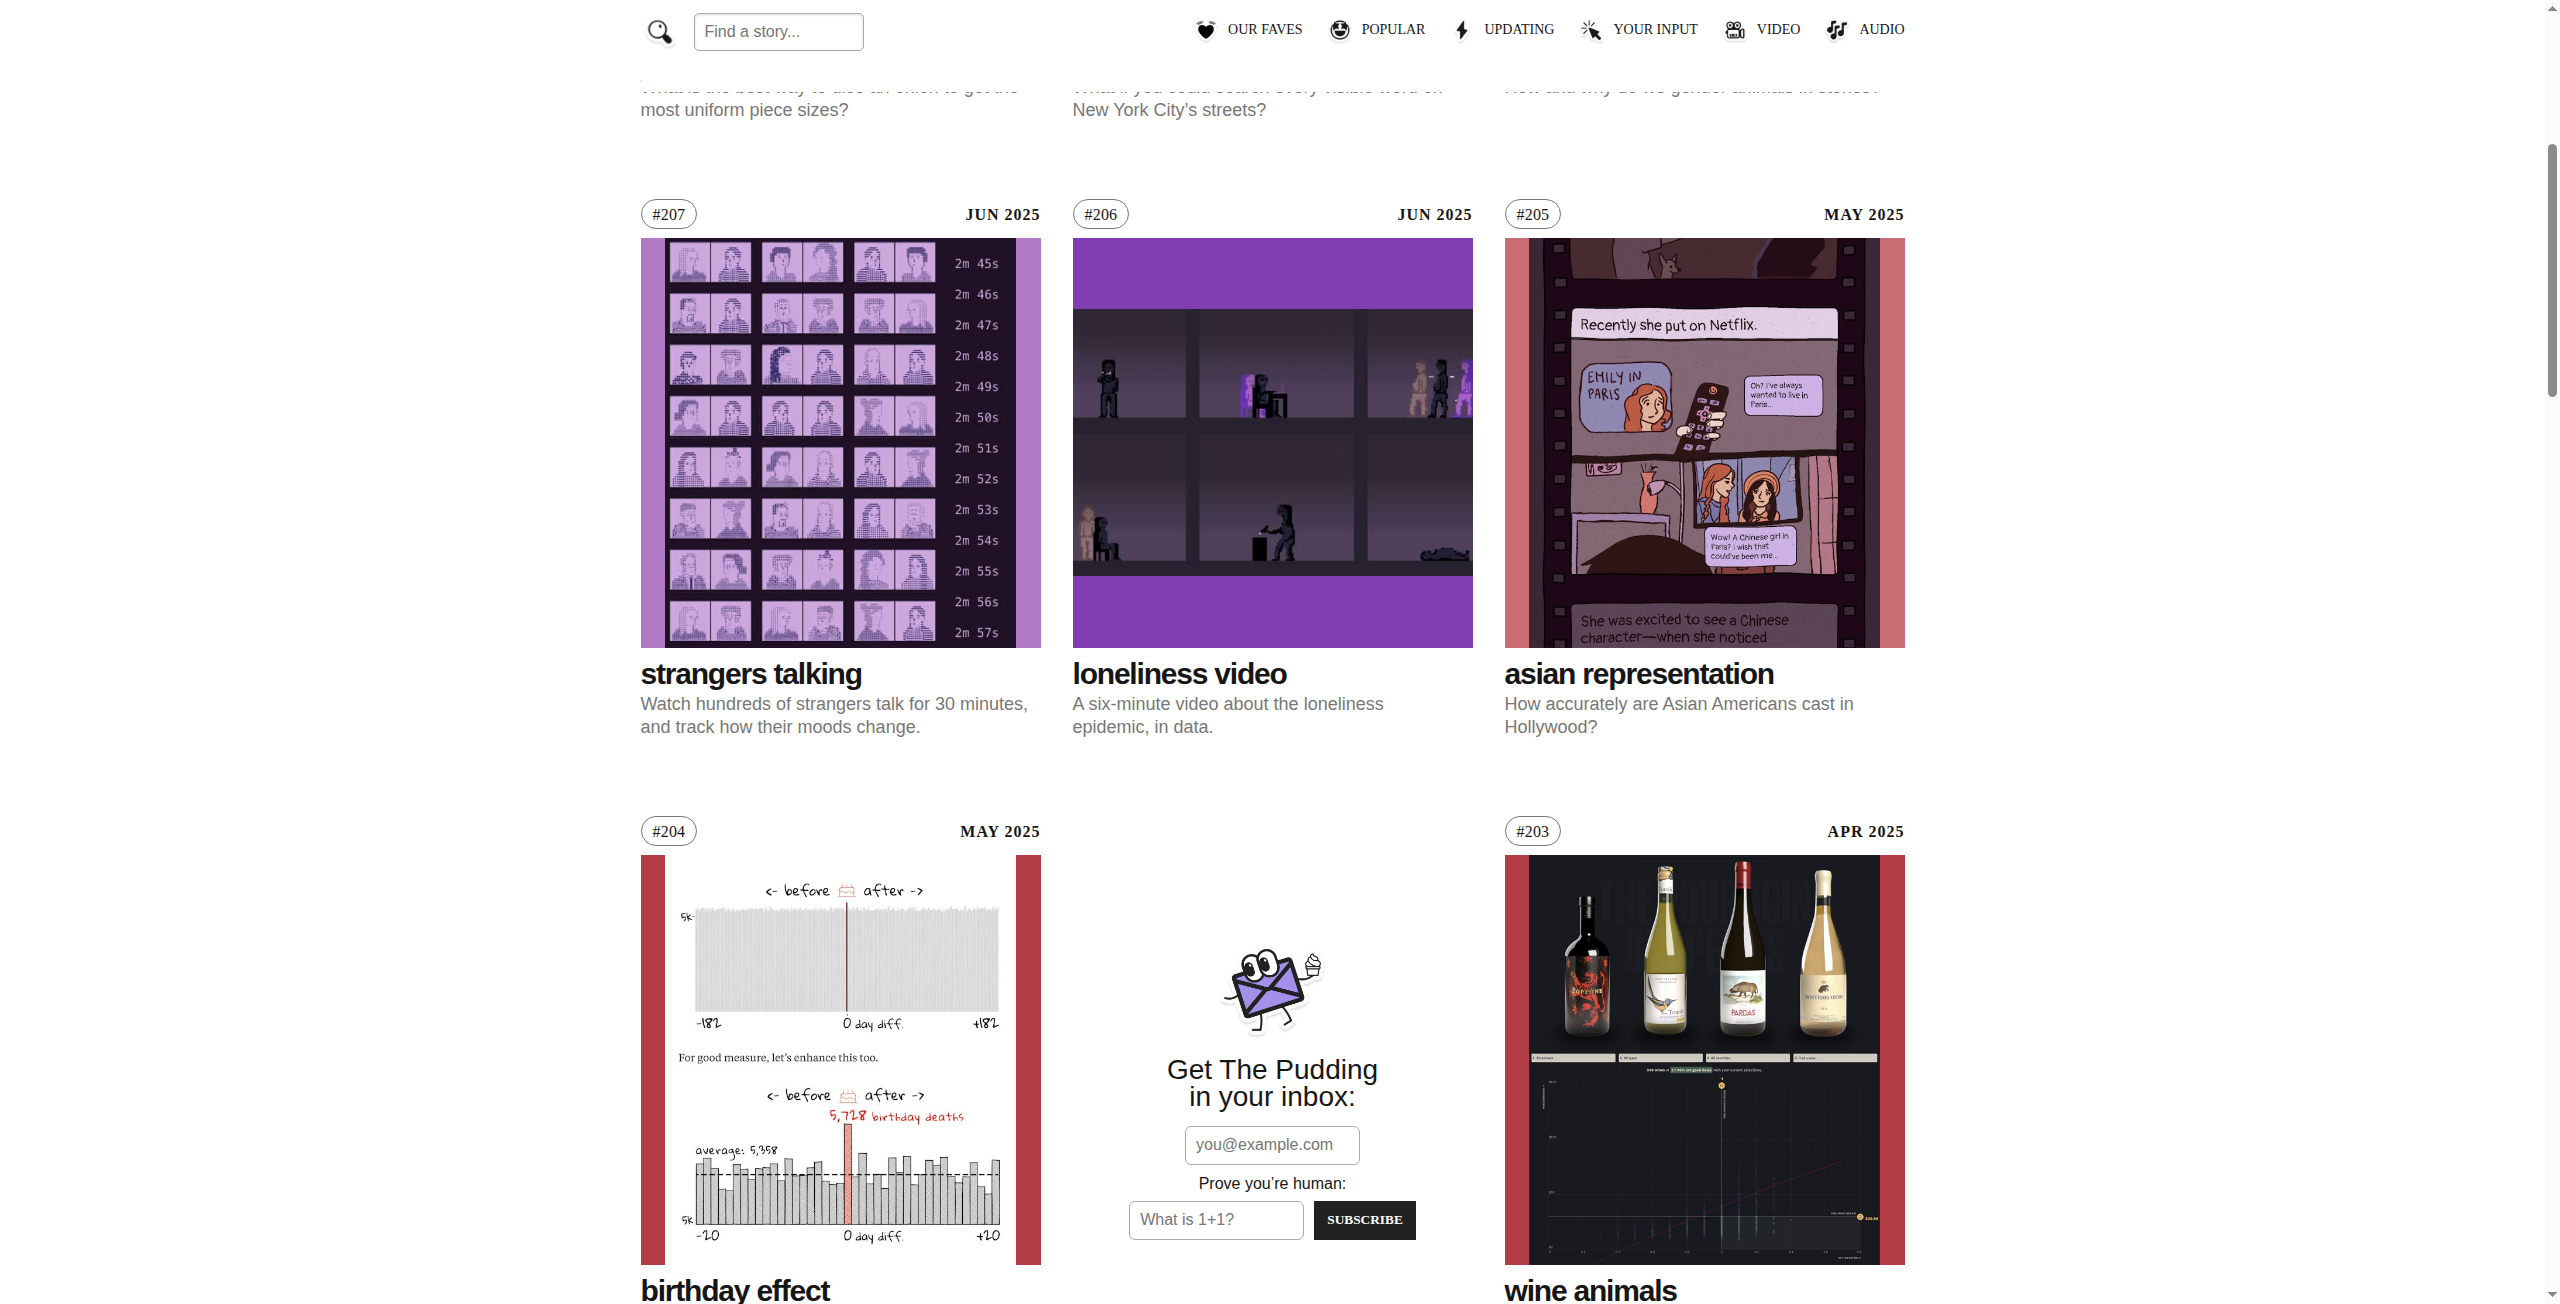 Find a story...
OUR FAVES
POPULAR
UPDATING
YOUR INPUT
VIDEO
AUDIO
most uniform piece sizes?
New York City’s streets?
#207
JUN 2025
2m 45s
2m 46s
2m 47s
2m 48s
2m 49s
2m 50s
2m 51s
2m 52s
2m 53s
2m 54s
2m 55s
2m 56s
2m 57s
strangers talking
Watch hundreds of strangers talk for 30 minutes,
and track how their moods change.
#206
JUN 2025
loneliness video
A six-minute video about the loneliness
epidemic, in data.
#205
MAY 2025
Recently she put on Netflix.
EMILY IN
PARIS
Oh? I've always
wanted to live in
Paris...
Wow! A Chinese girl in
Paris? i wish that
could've been me...
She was excited to see a Chinese
character—when she noticed
asian representation
How accurately are Asian Americans cast in
Hollywood?
#204
MAY 2025
<- before after ->
5k
-182
0 day diff.
+182
For good measure, let’s enhance this too.
<- before after ->
5,728 birthday deaths
average: 5,358
5k
-20
0 day diff.
+20
birthday effect
Get The Pudding
in your inbox:
you@example.com
Prove you’re human:
What is 1+1?
SUBSCRIBE
#203
APR 2025
PARDAS
wine animals